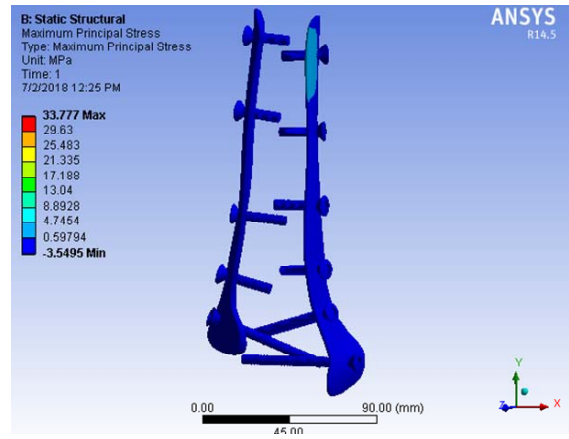 B: Static Structural
Maximum Principal Stress
Type: Maximum Principal Stress
Unit: MPa
Time: 1
7/2/2018 12:25 PM
33.777 Max
29.63
25.483
21.335
17.188
13.04
8.8928
4.7454
0.59794
-3.5495 Min
ANSYS
R14.5
0.00
90.00 (mm)
45.00
Y
Z
X